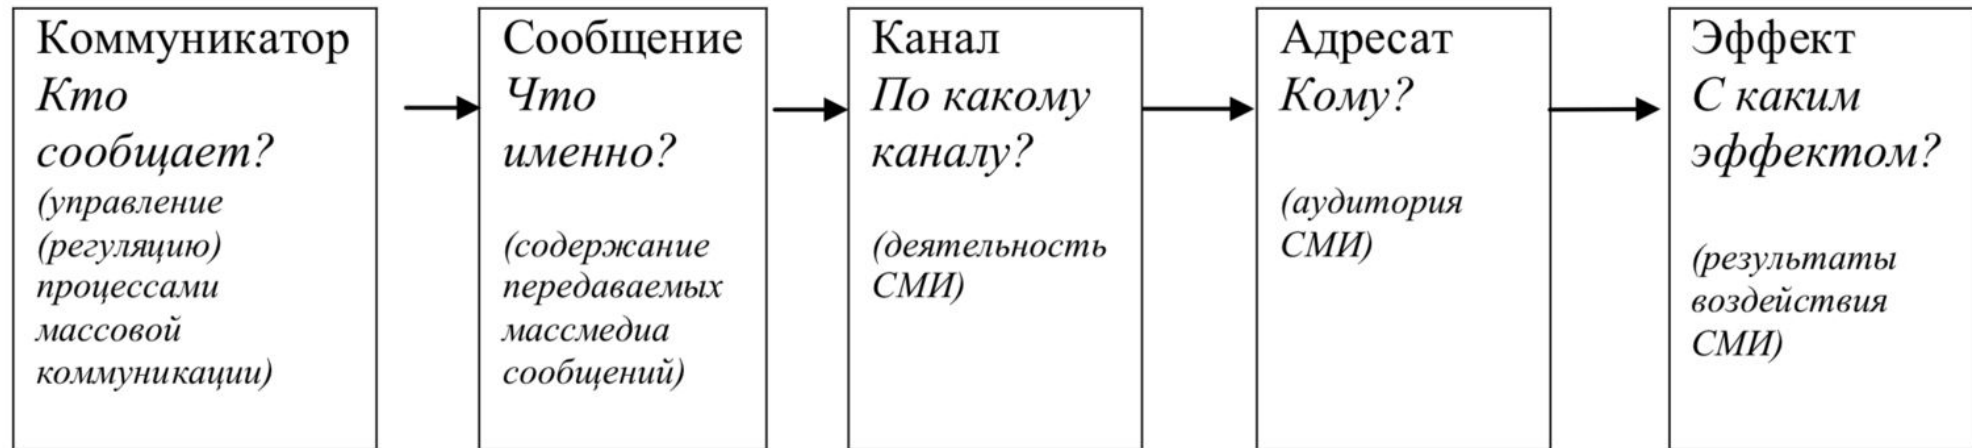 Коммуникатор
Кто
сообщает?
(управление
(регуляцию)
процессами
массовой
коммуникации)
Сообщение
Что
именно?
(содержание
передаваемых
массмедиа
сообщений)
Канал
По какому
каналу?
(деятельность
СМИ)
Адресат
Кому?
(аудитория
СМИ)
Эффект
С каким
эффектом?
(результаты
воздействия
СМИ)